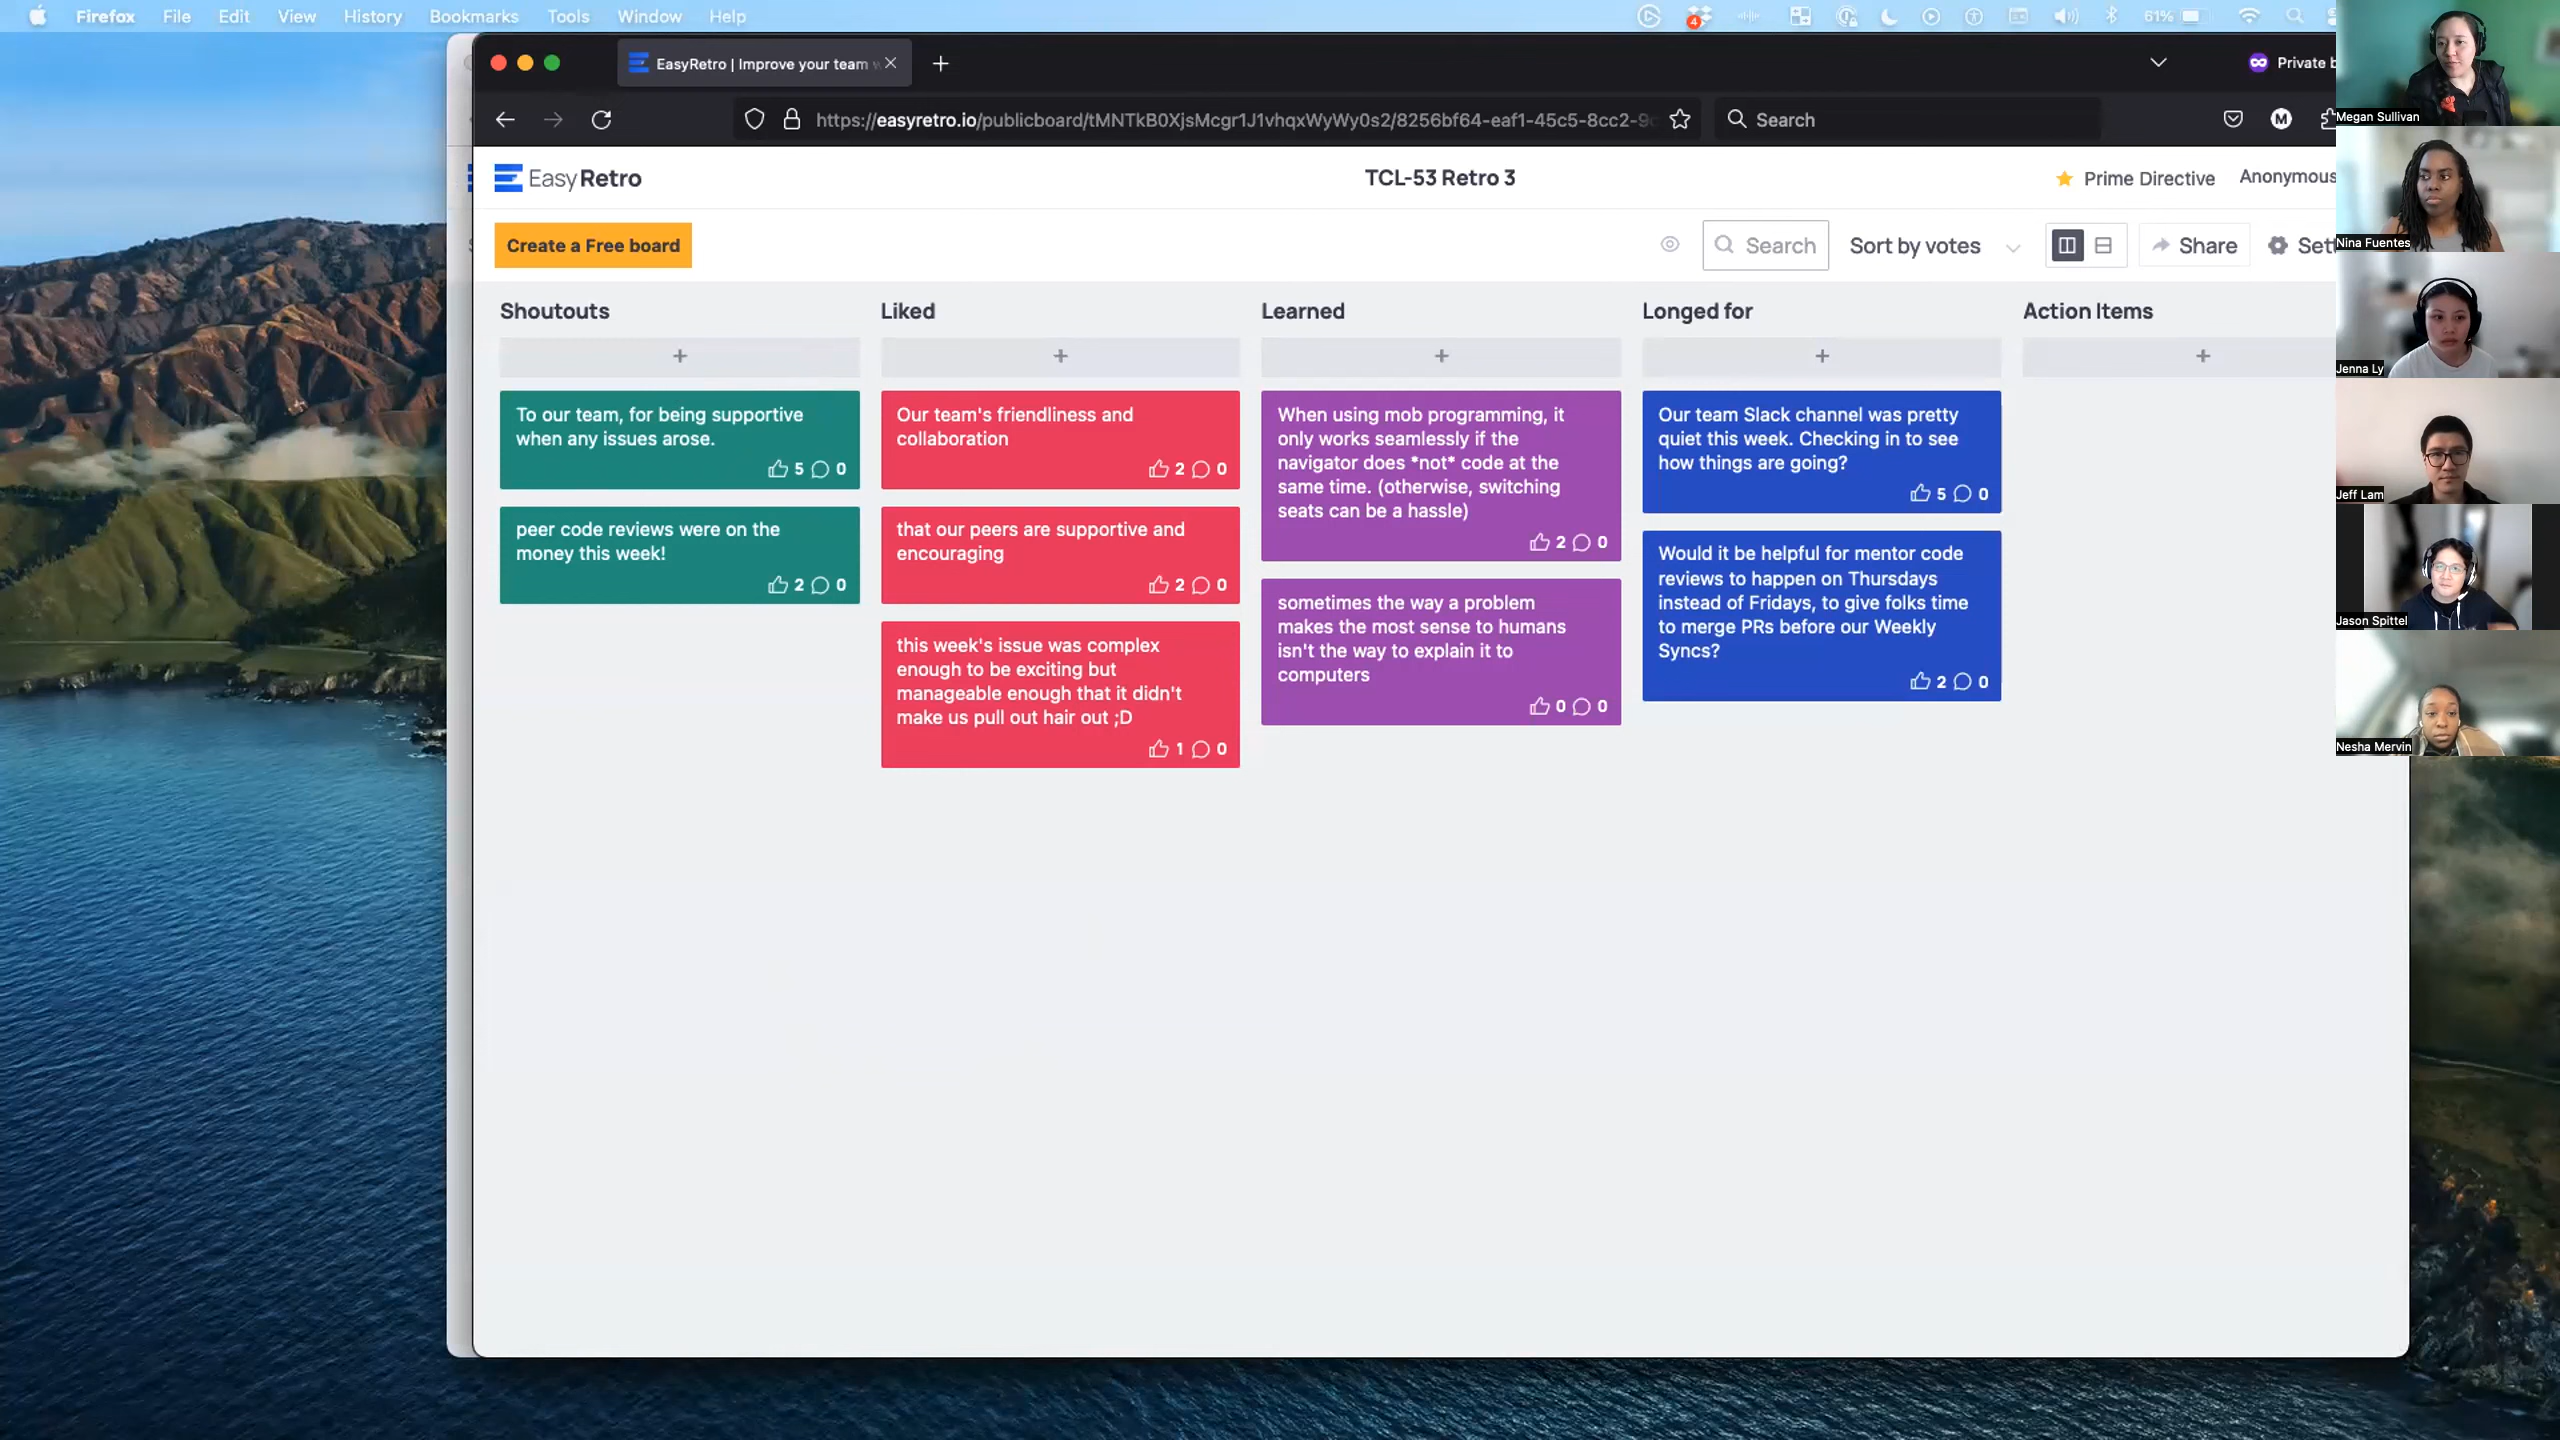 Firefox File Edit View History Bookmarks Tools Window Help
4
61%
EasyRetro | Improve your team
Private
https://easyretro.io/publicboard/tMNTkB0XjsMcgr1J1vhqxWyWy0s2/8256bf64-eaf1-45c5-8cc2-9
Search
M
EasyRetro
TCL-53 Retro 3
Prime Directive
Anonymous
Create a Free board
Search
Sort by votes
Share
Shoutouts
To our team, for being supportive
when any issues arose.
5 0
peer code reviews were on the
money this week!
2 0
Liked
Our team's friendliness and
collaboration
2 0
that our peers are supportive and
encouraging
2 0
this week's issue was complex
enough to be exciting but
manageable enough that it didn't
make us pull out hair out ;D
1 0
Learned
When using mob programming, it
only works seamlessly if the
navigator does *not* code at the
same time. (otherwise, switching
seats can be a hassle)
2 0
sometimes the way a problem
makes the most sense to humans
isn't the way to explain it to
computers
0 0
Longed for
Our team Slack channel was pretty
quiet this week. Checking in to see
how things are going?
5 0
Would it be helpful for mentor code
reviews to happen on Thursdays
instead of Fridays, to give folks time
to merge PRs before our Weekly
Syncs?
2 0
Action Items
Megan Sullivan
Nina Fuentes
Jenna Ly
Jeff Lam
Jason Spittel
Nesha Mervin